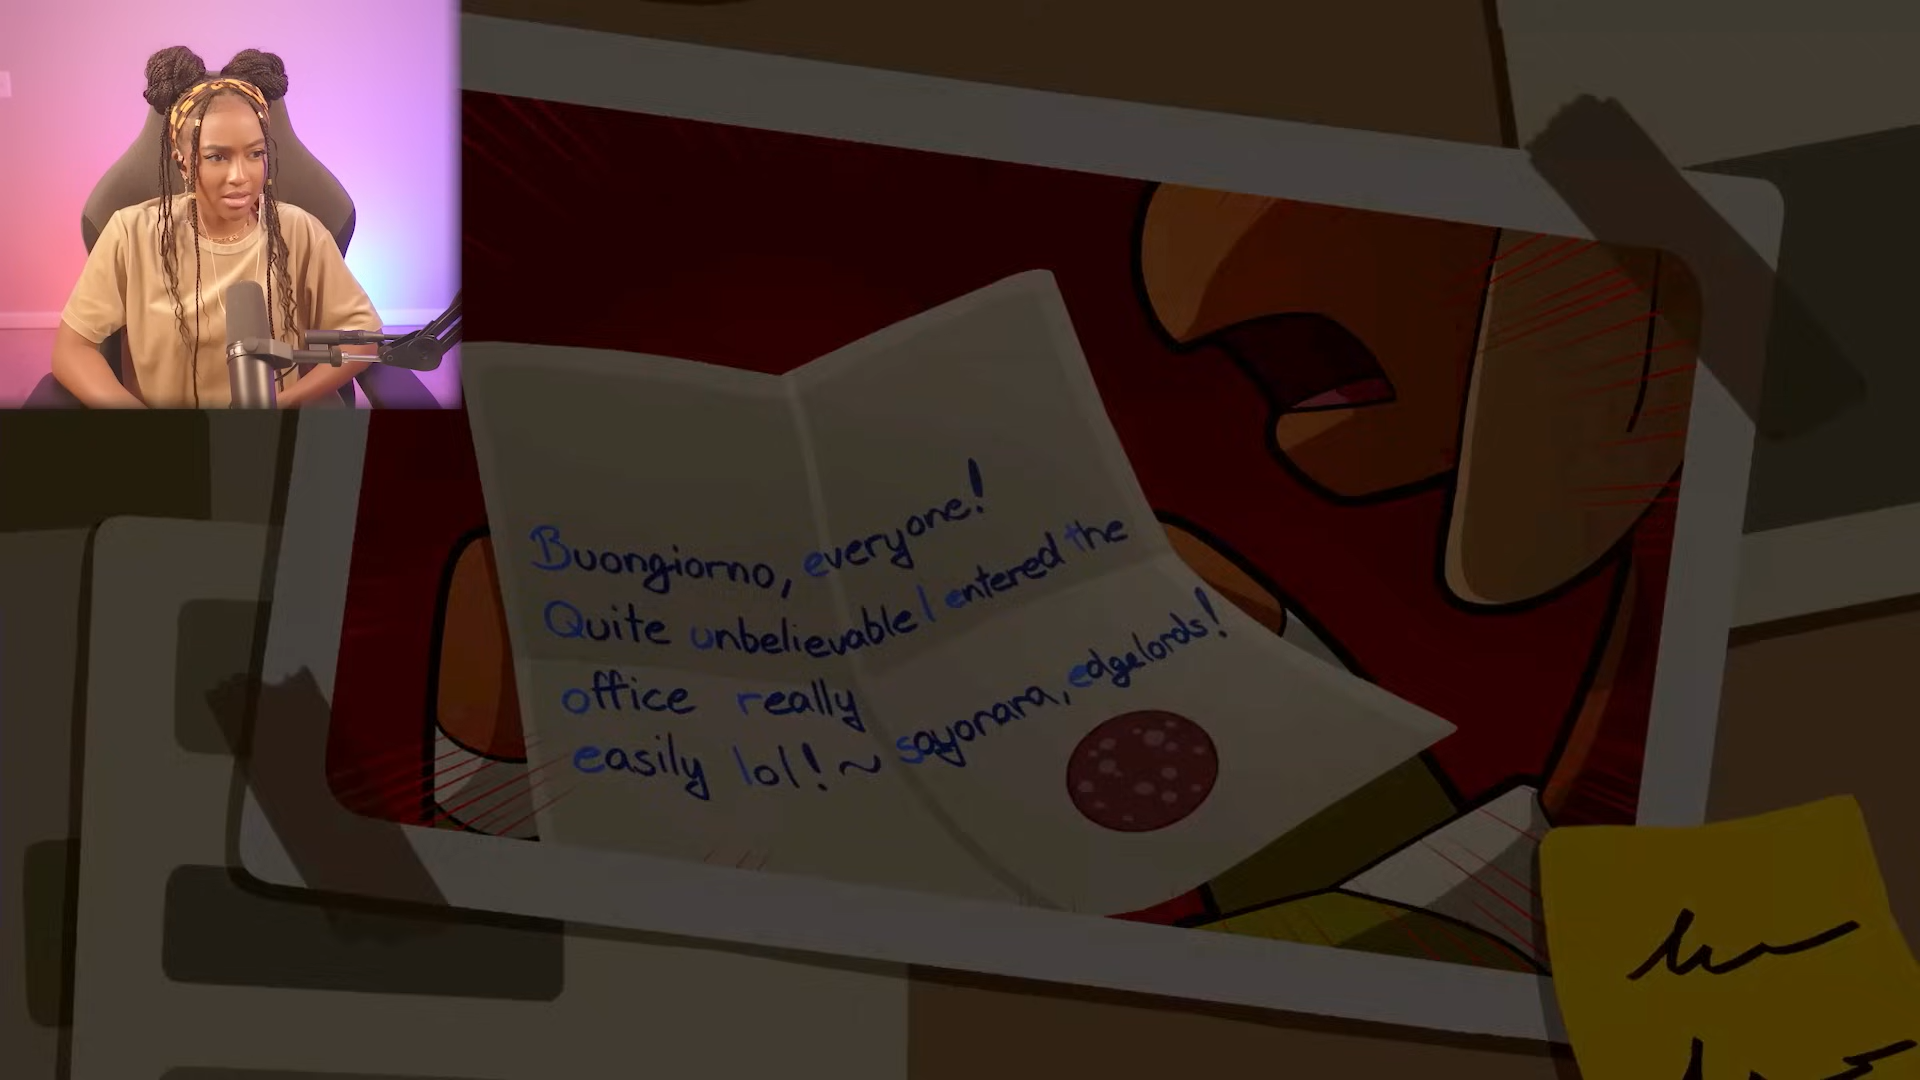 Buongiorno, everyone!
Quite unbelievable I entered the
office really
easily lol! ~ sayonara, edgelords!